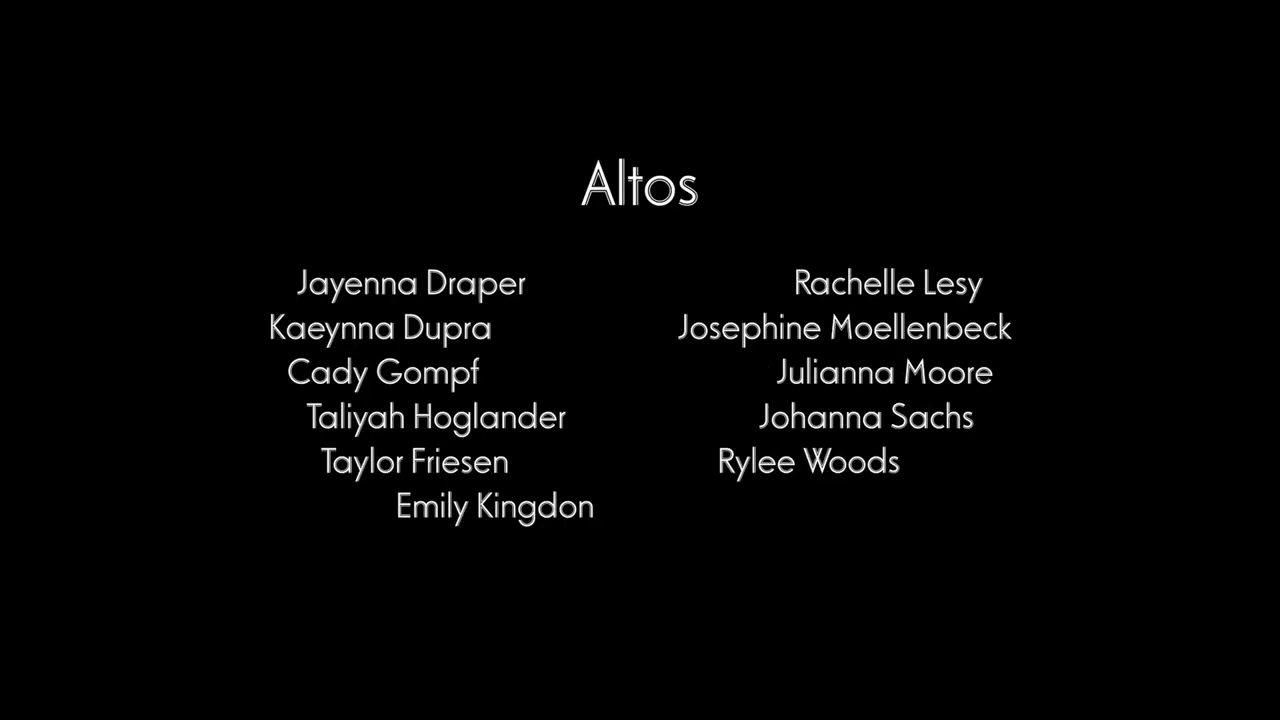 Altos
Jayenna Draper
Kaeynna Dupra
Cady Gompf
Taliyah Hoglander
Taylor Friesen
Emily Kingdon
Rachelle Lesy
Josephine Moellenbeck
Julianna Moore
Johanna Sachs
Rylee Woods